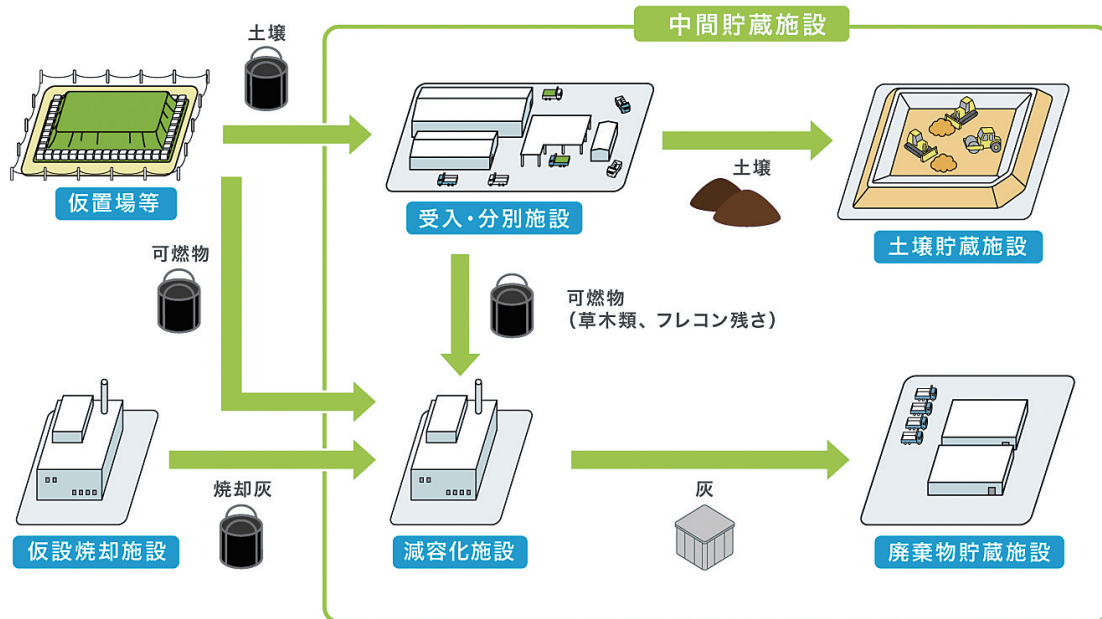 中間貯蔵施設
土壌
仮置場等
受入・分別施設
土壌
土壌貯蔵施設
可燃物
可燃物
（草木類、フレコン残さ）
焼却灰
灰
仮設焼却施設
減容化施設
廃棄物貯蔵施設